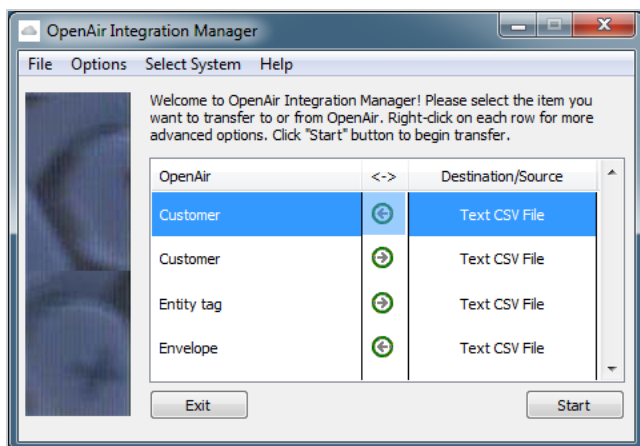 OpenAir Integration Manager
File Options Select System Help
Welcome to OpenAir Integration Manager! Please select the item you
want to transfer to or from OpenAir. Right-click on each row for more
advanced options. Click "Start" button to begin transfer.
OpenAir <-> Destination/Source
Customer Text CSV File
Customer Text CSV File
Entity tag Text CSV File
Envelope Text CSV File
Exit Start